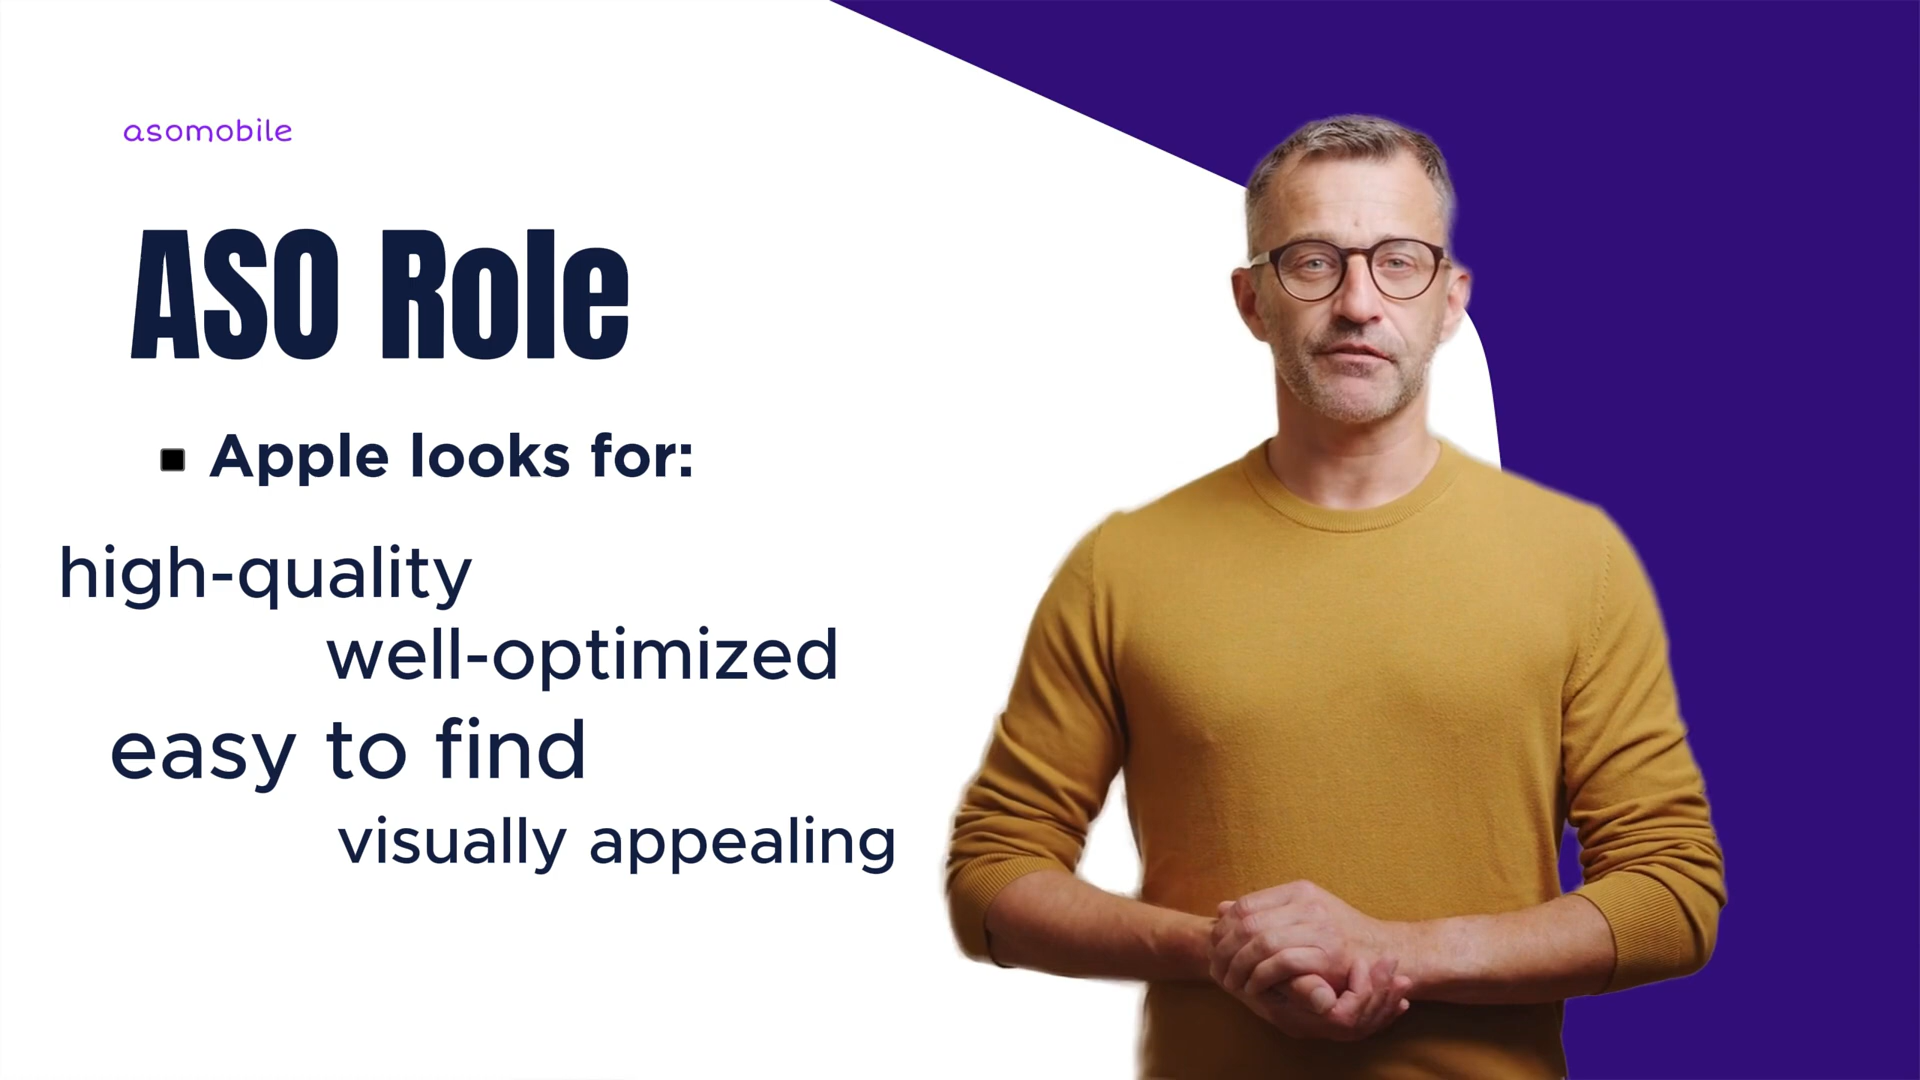 asomobile
ASO Role
Apple looks for:
high-quality
well-optimized
easy to find
visually appealing